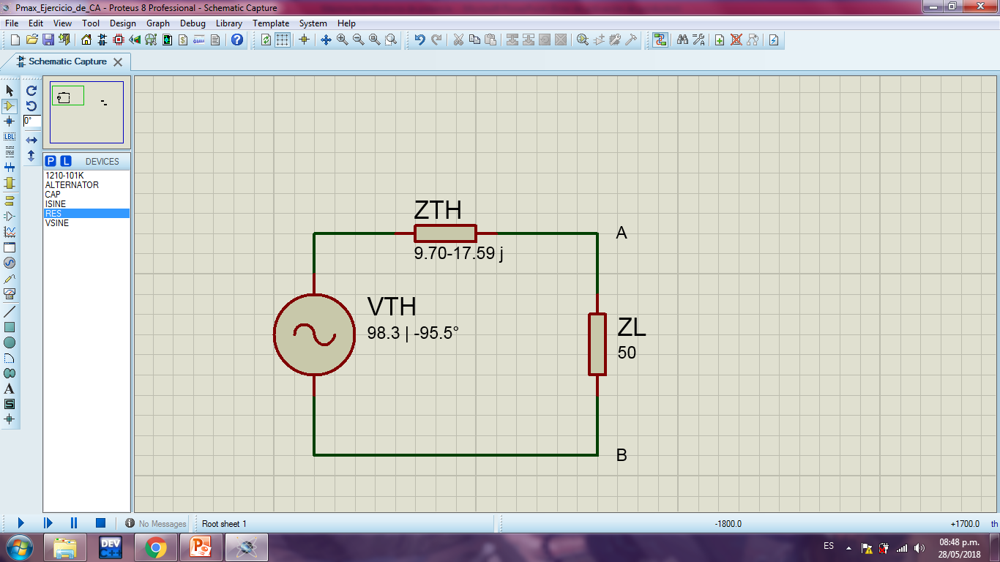 Pmax_Ejercicio_de_CA - Proteus 8 Professional - Schematic Capture
File Edit View Tool Design Graph Debug Library Template System Help
Schematic Capture
0°
LBL
P L DEVICES
1210-101K
ALTERNATOR
CAP
ISINE
RES
VSINE
A
S
ZTH
9.70-17.59 j
A
VTH
98.3 | -95.5°
ZL
50
B
No Messages
Root sheet 1
-1800.0
+1700.0
th
DEV
C++
ES
08:48 p.m.
28/05/2018